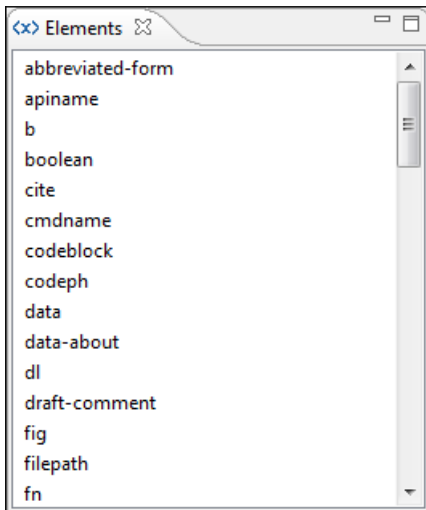 <x> Elements
abbreviated-form
apiname
b
boolean
cite
cmdname
codeblock
codeph
data
data-about
dl
draft-comment
fig
filepath
fn